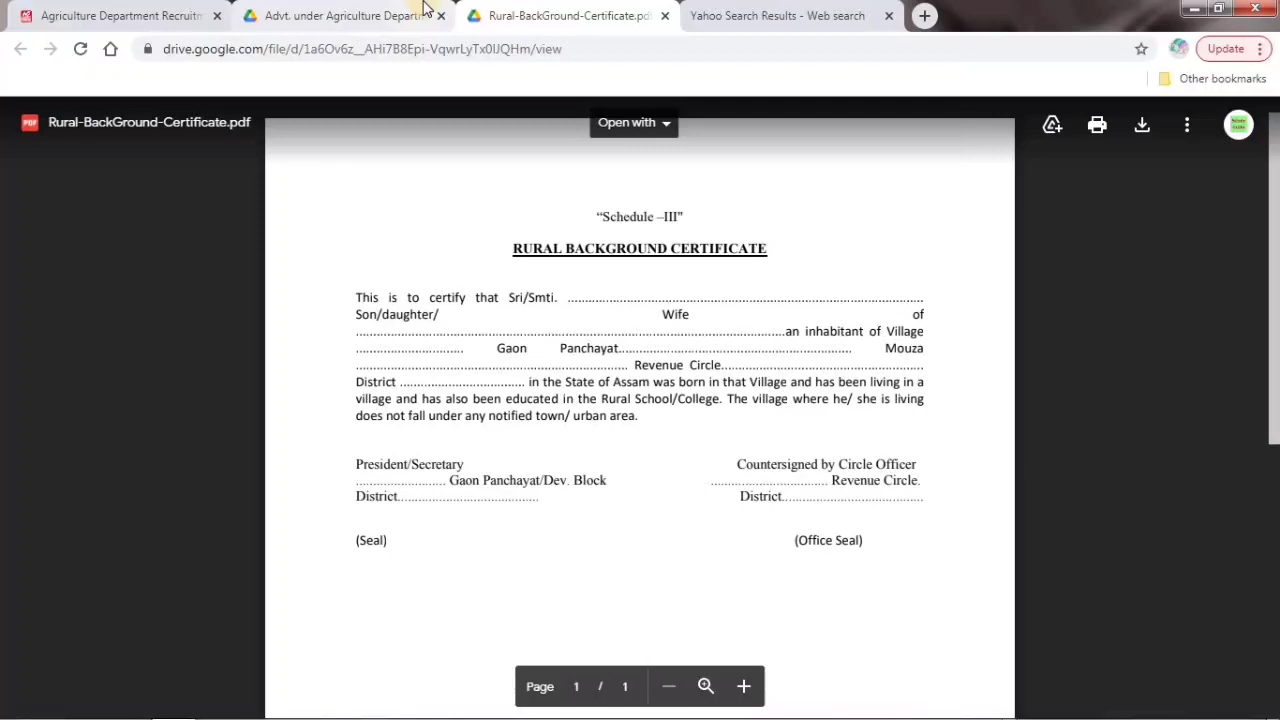 Agriculture Department Recruitm
Advt. under Agriculture Departm
Rural-BackGround-Certificate.pdf
Yahoo Search Results - Web search
drive.google.com/file/d/1a6Ov6z__AHi7B8Epi-VqwrLyTx0IJQHm/view
Update
Other bookmarks
PDF
Rural-BackGround-Certificate.pdf
Open with
“Schedule –III"
RURAL BACKGROUND CERTIFICATE
This is to certify that Sri/Smti. ....................................................................................
Son/daughter/ Wife of
....................................................................................................an inhabitant of Village
.............................. Gaon Panchayat....................................................... Mouza
................................................................ Revenue Circle................................................
District ................................ in the State of Assam was born in that Village and has been living in a
village and has also been educated in the Rural School/College. The village where he/ she is living
does not fall under any notified town/ urban area.
President/Secretary Countersigned by Circle Officer
........................ Gaon Panchayat/Dev. Block ............................... Revenue Circle.
District..................................... District.....................................
(Seal) (Office Seal)
Page 1 / 1